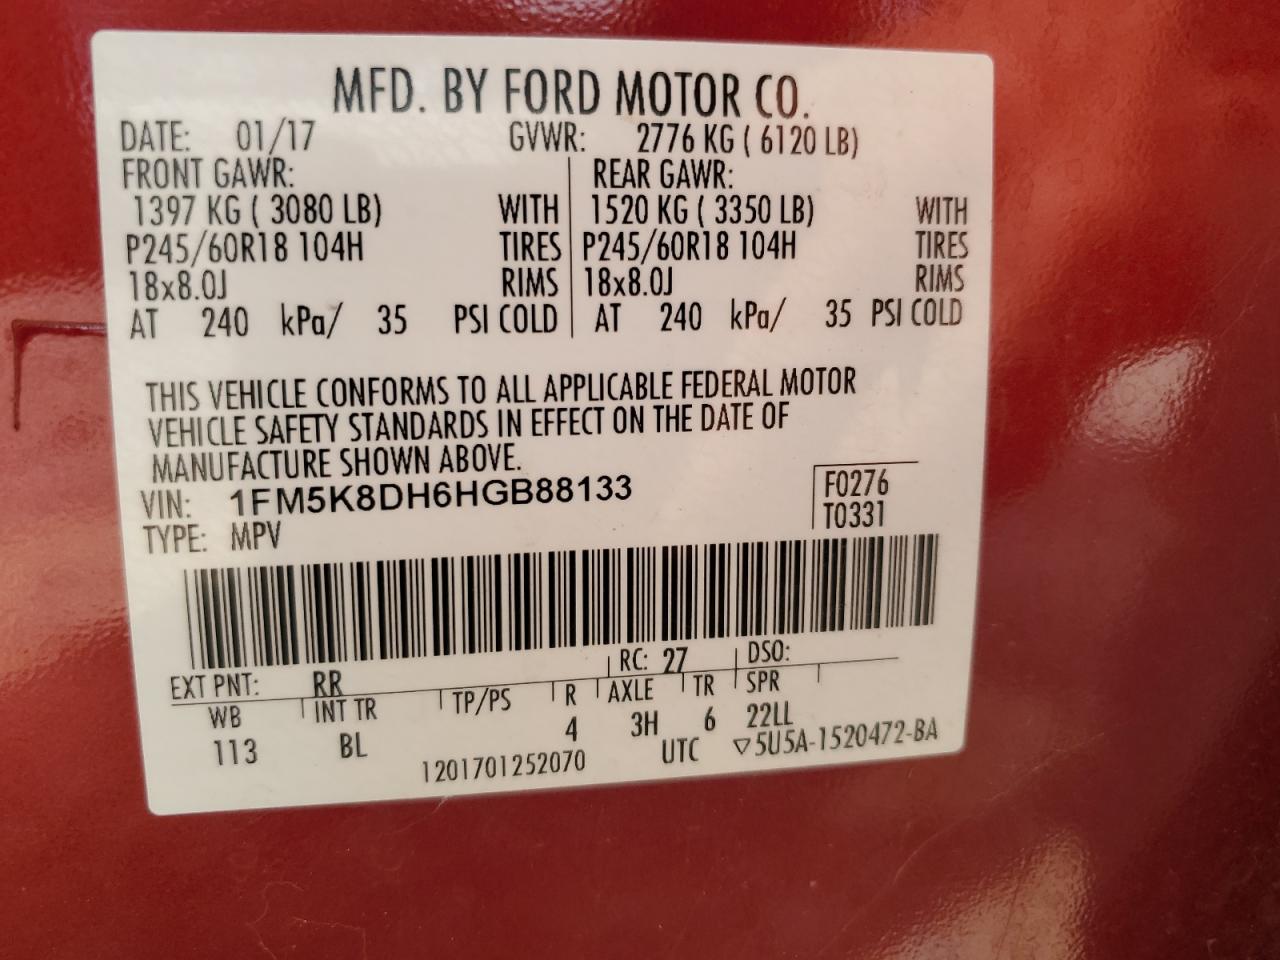 MFD. BY FORD MOTOR CO.
DATE: 01/17 GVWR: 2776 KG ( 6120 LB)
FRONT GAWR: REAR GAWR:
1397 KG ( 3080 LB) WITH 1520 KG ( 3350 LB) WITH
P245/60R18 104H TIRES P245/60R18 104H TIRES
18x8.0J RIMS 18x8.0J RIMS
AT 240 kPa/ 35 PSI COLD AT 240 kPa/ 35 PSI COLD
THIS VEHICLE CONFORMS TO ALL APPLICABLE FEDERAL MOTOR
VEHICLE SAFETY STANDARDS IN EFFECT ON THE DATE OF
MANUFACTURE SHOWN ABOVE.
VIN: 1FM5K8DH6HGB88133 F0276
TYPE: MPV T0331
EXT PNT: RR RC: 27 DSO:
WB INT TR TP/PS R AXLE TR SPR
113 BL 4 3H 6 22LL
1201701252070 UTC ▽5U5A-1520472-BA